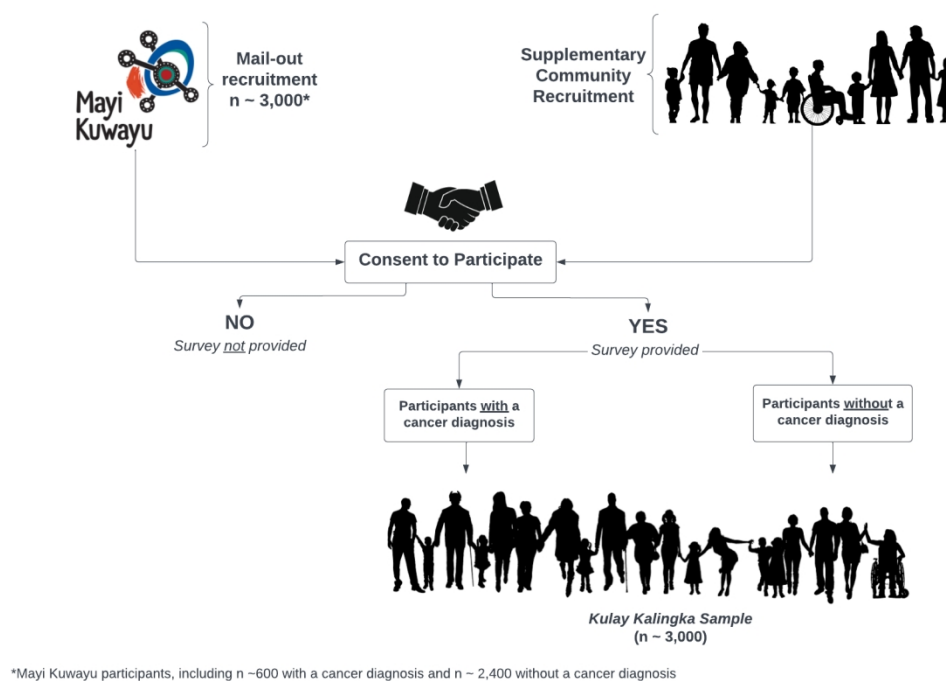 Mayi
Kuwayu
Mail-out
recruitment
n ~ 3,000*
Supplementary
Community
Recruitment
Consent to Participate
NO
Survey not provided
YES
Survey provided
Participants with a
cancer diagnosis
Participants without a
cancer diagnosis
Kulay Kalingka Sample
(n ~ 3,000)
*Mayi Kuwayu participants, including n ~600 with a cancer diagnosis and n ~ 2,400 without a cancer diagnosis